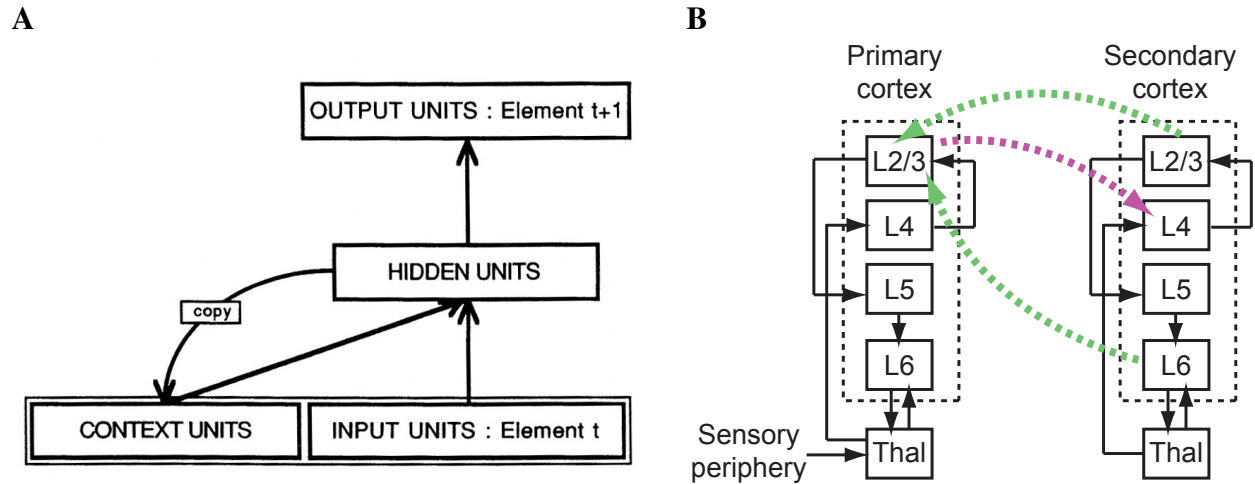 A
OUTPUT UNITS : Element t+1
HIDDEN UNITS
copy
CONTEXT UNITS
INPUT UNITS : Element t
B
Primary
cortex
Secondary
cortex
L2/3
L4
L5
L6
Thal
Sensory
periphery
L2/3
L4
L5
L6
Thal